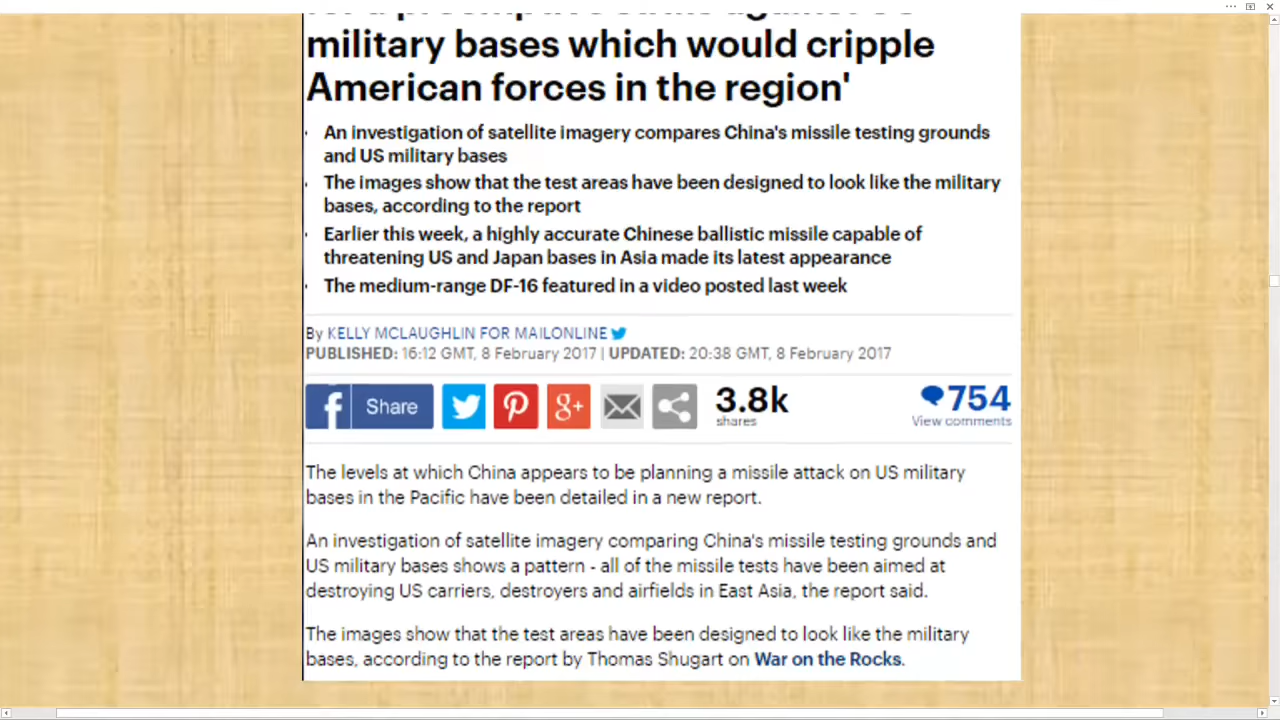 military bases which would cripple
American forces in the region'
An investigation of satellite imagery compares China's missile testing grounds
and US military bases
The images show that the test areas have been designed to look like the military
bases, according to the report
Earlier this week, a highly accurate Chinese ballistic missile capable of
threatening US and Japan bases in Asia made its latest appearance
The medium-range DF-16 featured in a video posted last week
By KELLY MCLAUGHLIN FOR MAILONLINE
PUBLISHED: 16:12 GMT, 8 February 2017 | UPDATED: 20:38 GMT, 8 February 2017
f Share
g+
3.8k
shares
754
View comments
The levels at which China appears to be planning a missile attack on US military
bases in the Pacific have been detailed in a new report.
An investigation of satellite imagery comparing China's missile testing grounds and
US military bases shows a pattern - all of the missile tests have been aimed at
destroying US carriers, destroyers and airfields in East Asia, the report said.
The images show that the test areas have been designed to look like the military
bases, according to the report by Thomas Shugart on War on the Rocks.